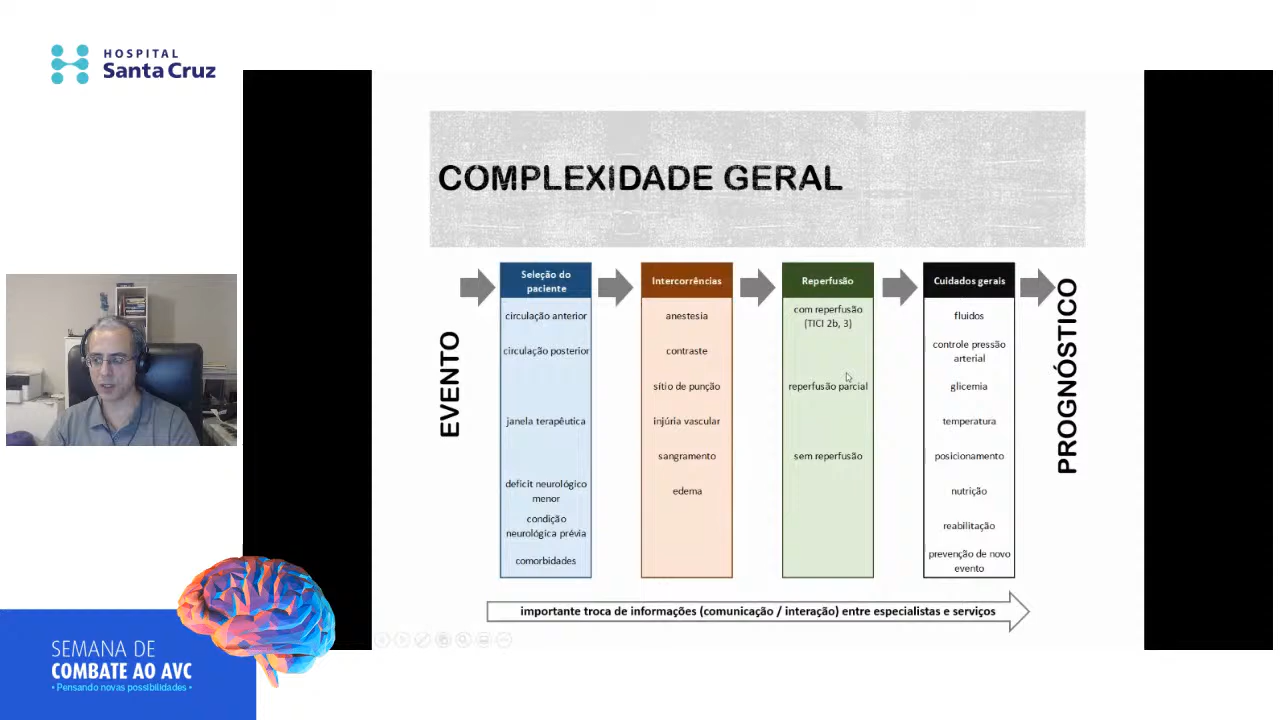 HOSPITAL
Santa Cruz
COMPLEXIDADE GERAL
EVENTO
Seleção do
paciente
circulação anterior
circulação posterior
janela terapêutica
deficit neurológico
menor
condição
neurológica prévia
comorbidades
Intercorrências
anestesia
contraste
sítio de punção
injúria vascular
sangramento
edema
Reperfusão
com reperfusão
(TICI 2b, 3)
reperfusão parcial
sem reperfusão
Cuidados gerais
fluidos
controle pressão
arterial
glicemia
temperatura
posicionamento
nutrição
reabilitação
prevenção de novo
evento
PROGNÓSTICO
importante troca de informações (comunicação / interação) entre especialistas e serviços
SEMANA DE
COMBATE AO AVC
• Pensando novas possibilidades •